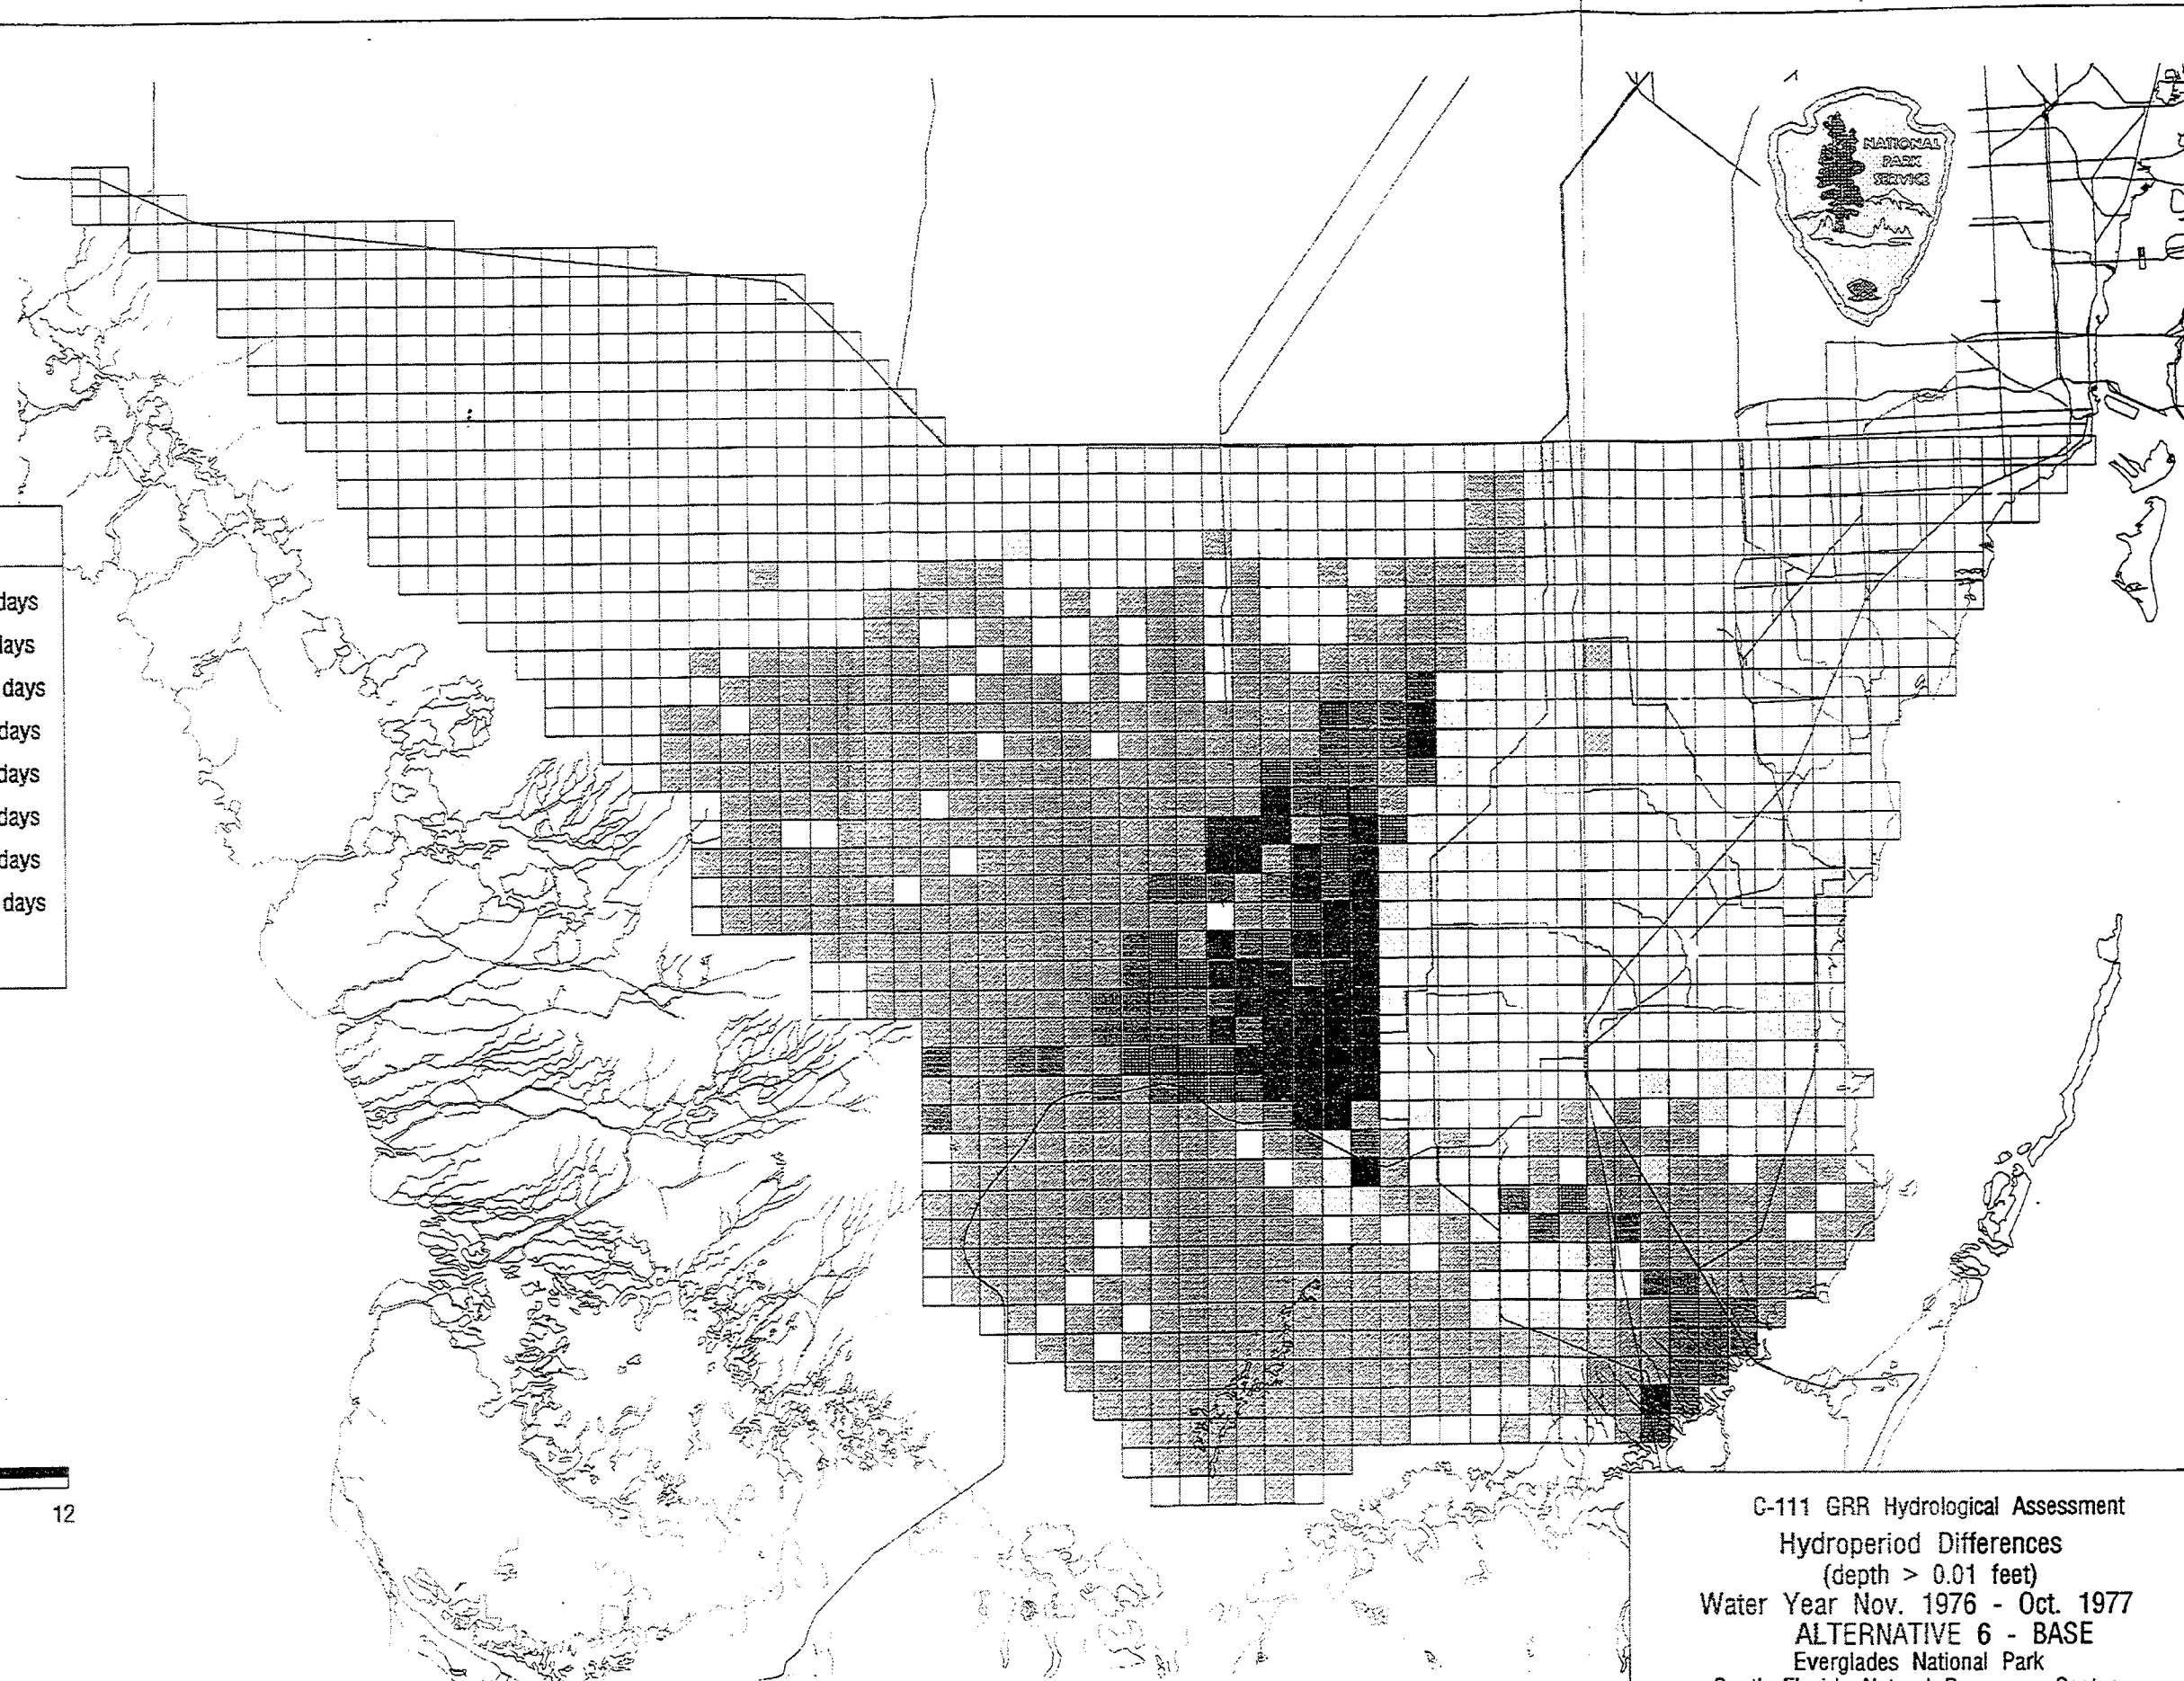 NATIONAL
PARK
SERVICE
days
days
days
days
days
days
days
days
12
C-111 GRR Hydrological Assessment
Hydroperiod Differences
(depth > 0.01 feet)
Water Year Nov. 1976 - Oct. 1977
ALTERNATIVE 6 - BASE
Everglades National Park